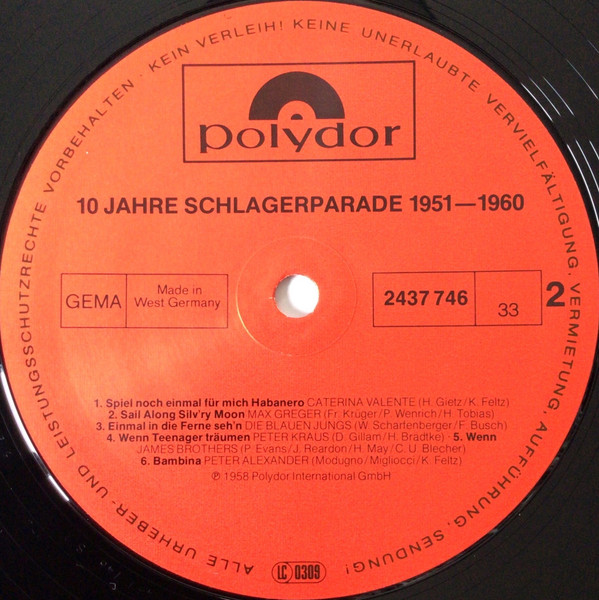 ALLE URHEBER- UND LEISTUNGSSCHUTZRECHTE VORBEHALTEN · KEIN VERLEIH! KEINE UNERLAUBTE VERVIELFÄLTIGUNG, VERMIETUNG, AUFFÜHRUNG, SENDUNG!
polydor
10 JAHRE SCHLAGERPARADE 1951—1960
GEMA
Made in
West Germany
2437 746
33
2
1. Spiel noch einmal für mich Habanero CATERINA VALENTE (H. Gietz/K. Feltz)
2. Sail Along Silv'ry Moon MAX GREGER (Fr. Krüger/P. Wenrich/H. Tobias)
3. Einmal in die Ferne seh'n DIE BLAUEN JUNGS (W. Scharfenberger/F. Busch)
4. Wenn Teenager träumen PETER KRAUS (D. Gillam/H. Bradtke) · 5. Wenn
JAMES BROTHERS (P. Evans/J. Reardon/H. May/C. U. Blecher)
6. Bambina PETER ALEXANDER (Modugno/Migliocci/K. Feltz)
℗ 1958 Polydor International GmbH
LC 0309